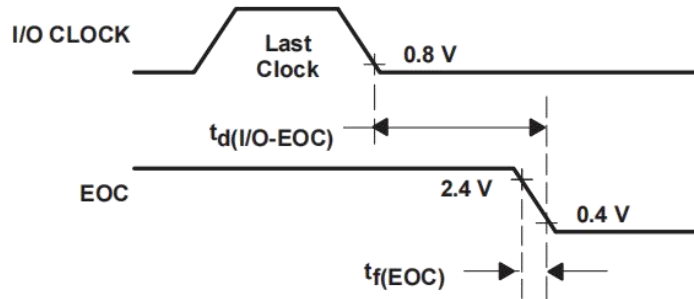 I/O CLOCK
Last
Clock
0.8 V
td(I/O-EOC)
EOC
2.4 V
0.4 V
tf(EOC)